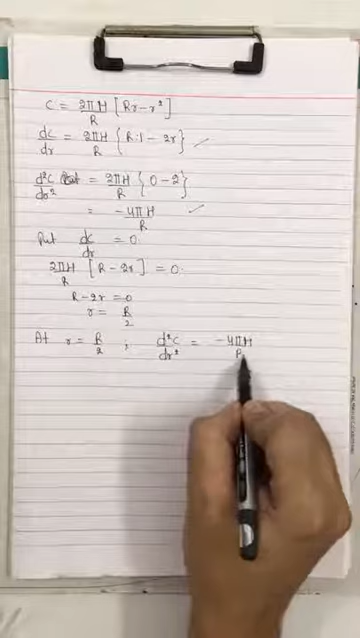 C = 2πH/R [Rr - r²]
dc/dr = 2πH/R {R·1 - 2r}
d²c/dr² = 2πH/R {0 - 2}
= -4πH/R
Put dc/dr = 0
2πH/R [R - 2r] = 0.
R - 2r = 0
r = R/2
At r = R/2 ; d²c/dr² = -4πH/R